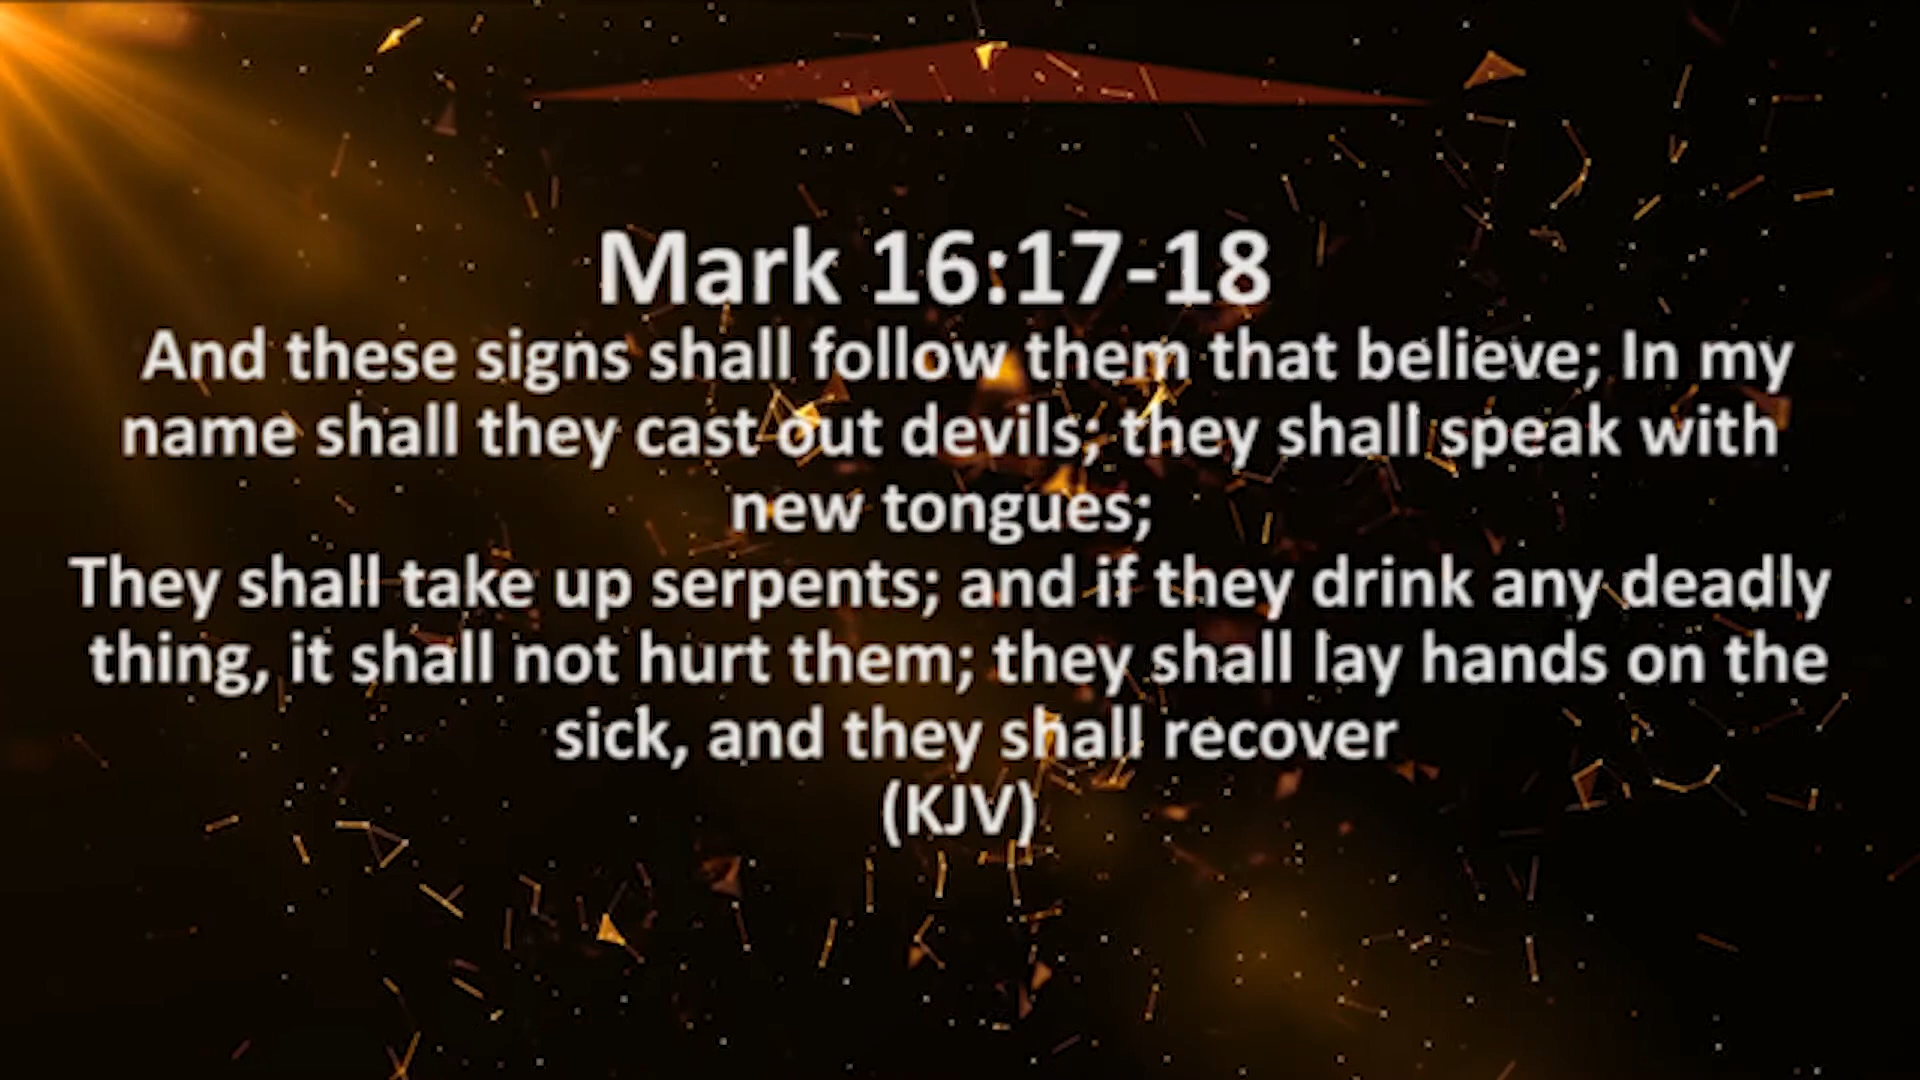 Mark 16:17-18
And these signs shall follow them that believe; In my
name shall they cast out devils; they shall speak with
new tongues;
They shall take up serpents; and if they drink any deadly
thing, it shall not hurt them; they shall lay hands on the
sick, and they shall recover
(KJV)